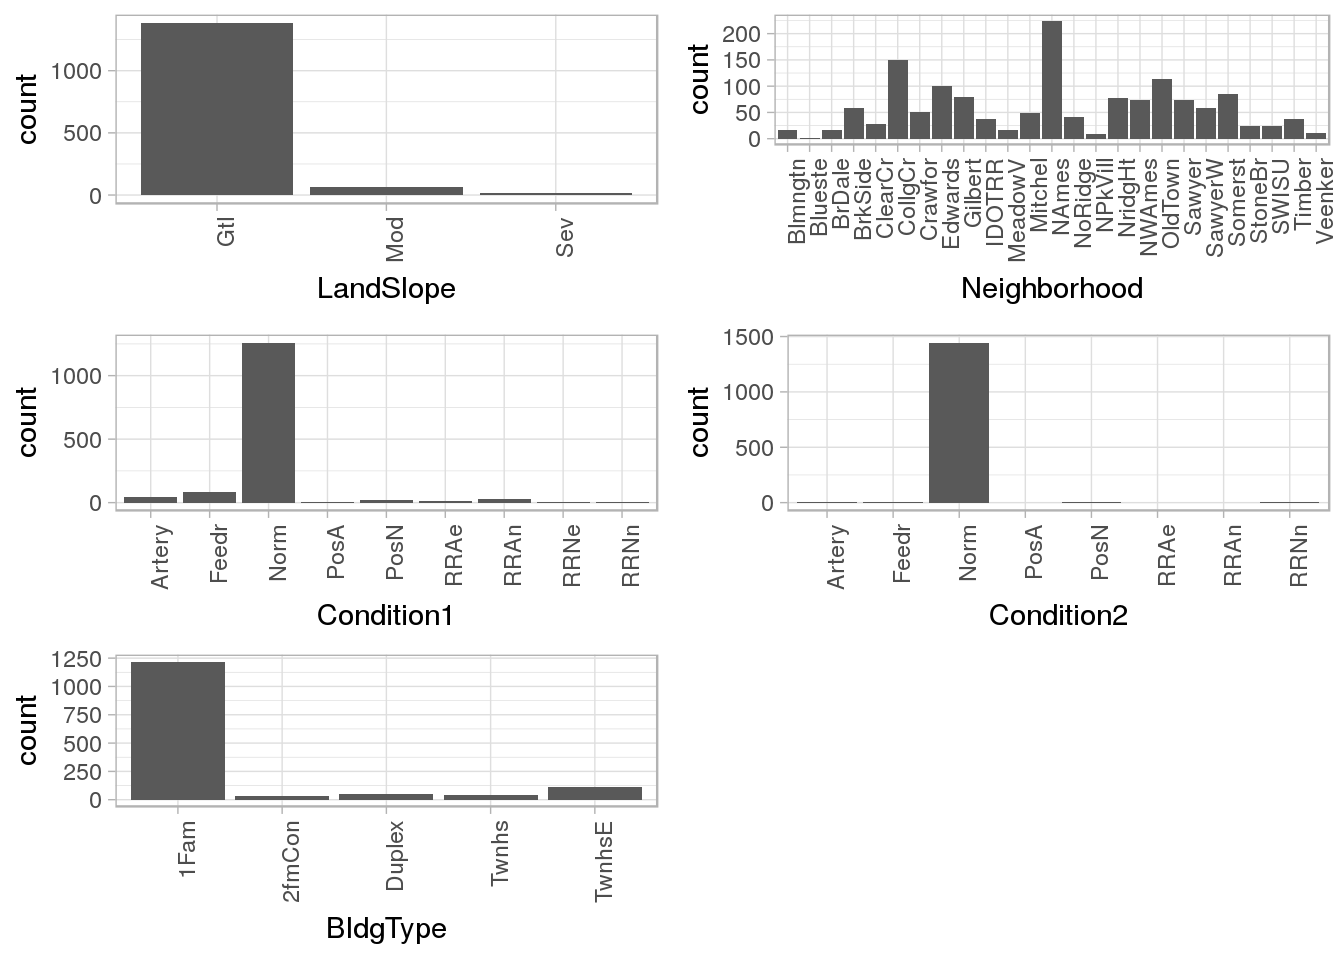 count
1000
500
0
Gtl
Mod
Sev
LandSlope
count
200
150
100
50
0
Blmngtn
Blueste
BrDale
BrkSide
ClearCr
CollgCr
Crawfor
Edwards
Gilbert
IDOTRR
MeadowV
Mitchel
NAmes
NoRidge
NPkVill
NridgHt
NWAmes
OldTown
Sawyer
SawyerW
Somerst
StoneBr
SWISU
Timber
Veenker
Neighborhood
count
1000
500
0
Artery
Feedr
Norm
PosA
PosN
RRAe
RRAn
RRNe
RRNn
Condition1
count
1500
1000
500
0
Artery
Feedr
Norm
PosA
PosN
RRAe
RRAn
RRNn
Condition2
count
1250
1000
750
500
250
0
1Fam
2fmCon
Duplex
Twnhs
TwnhsE
BldgType